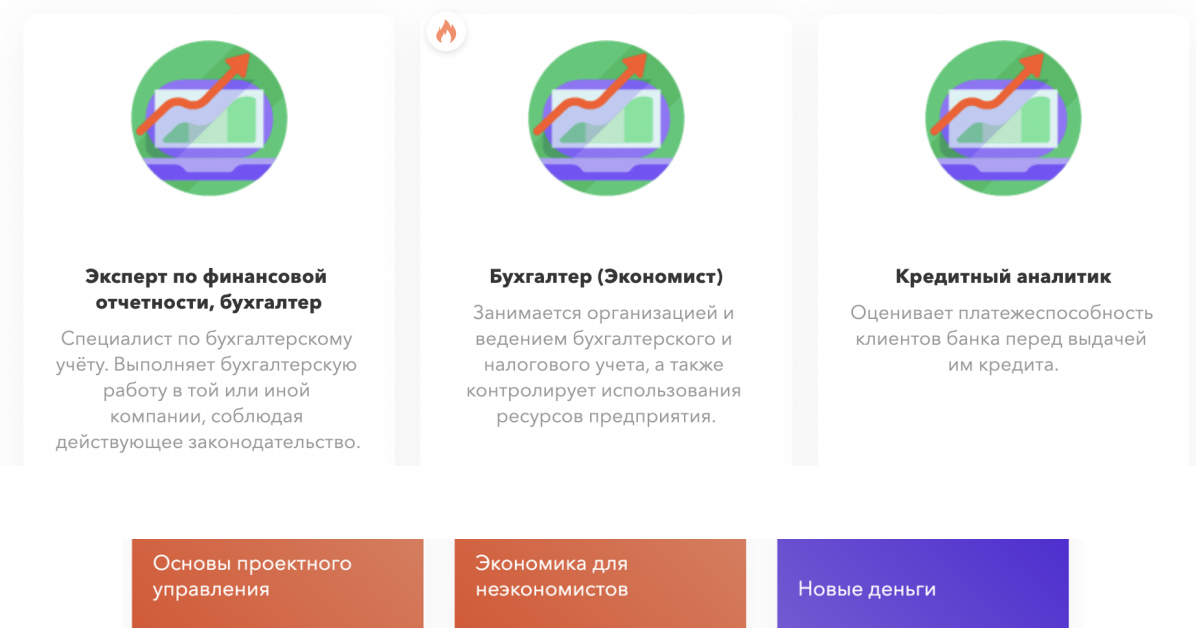 Эксперт по финансовой
отчетности, бухгалтер
Специалист по бухгалтерскому
учёту. Выполняет бухгалтерскую
работу в той или иной
компании, соблюдая
действующее законодательство.
Бухгалтер (Экономист)
Занимается организацией и
ведением бухгалтерского и
налогового учета, а также
контролирует использования
ресурсов предприятия.
Кредитный аналитик
Оценивает платежеспособность
клиентов банка перед выдачей
им кредита.
Основы проектного
управления
Экономика для
неэкономистов
Новые деньги